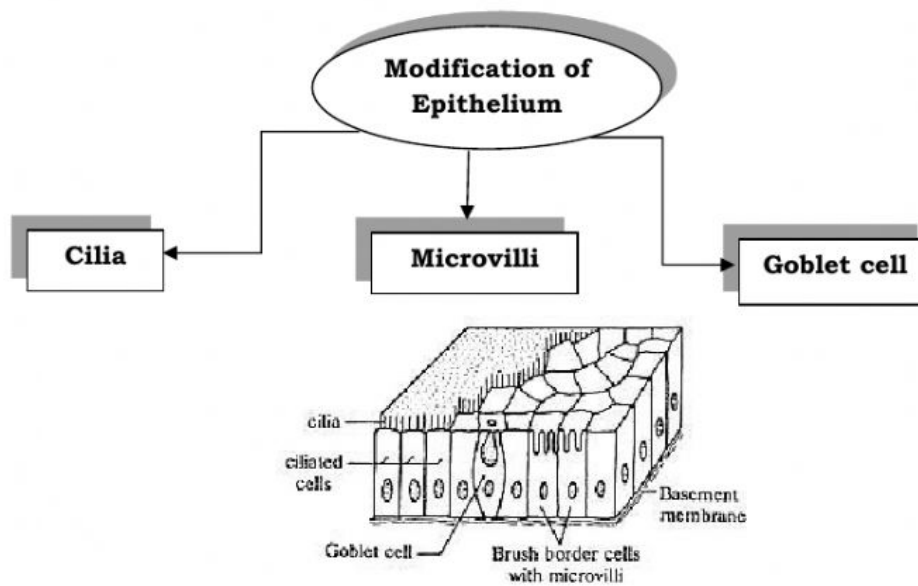 Modification of
Epithelium
Cilia
Microvilli
Goblet cell
cilia
ciliated
cells
Goblet cell
Brush border cells
with microvilli
Basement
membrane